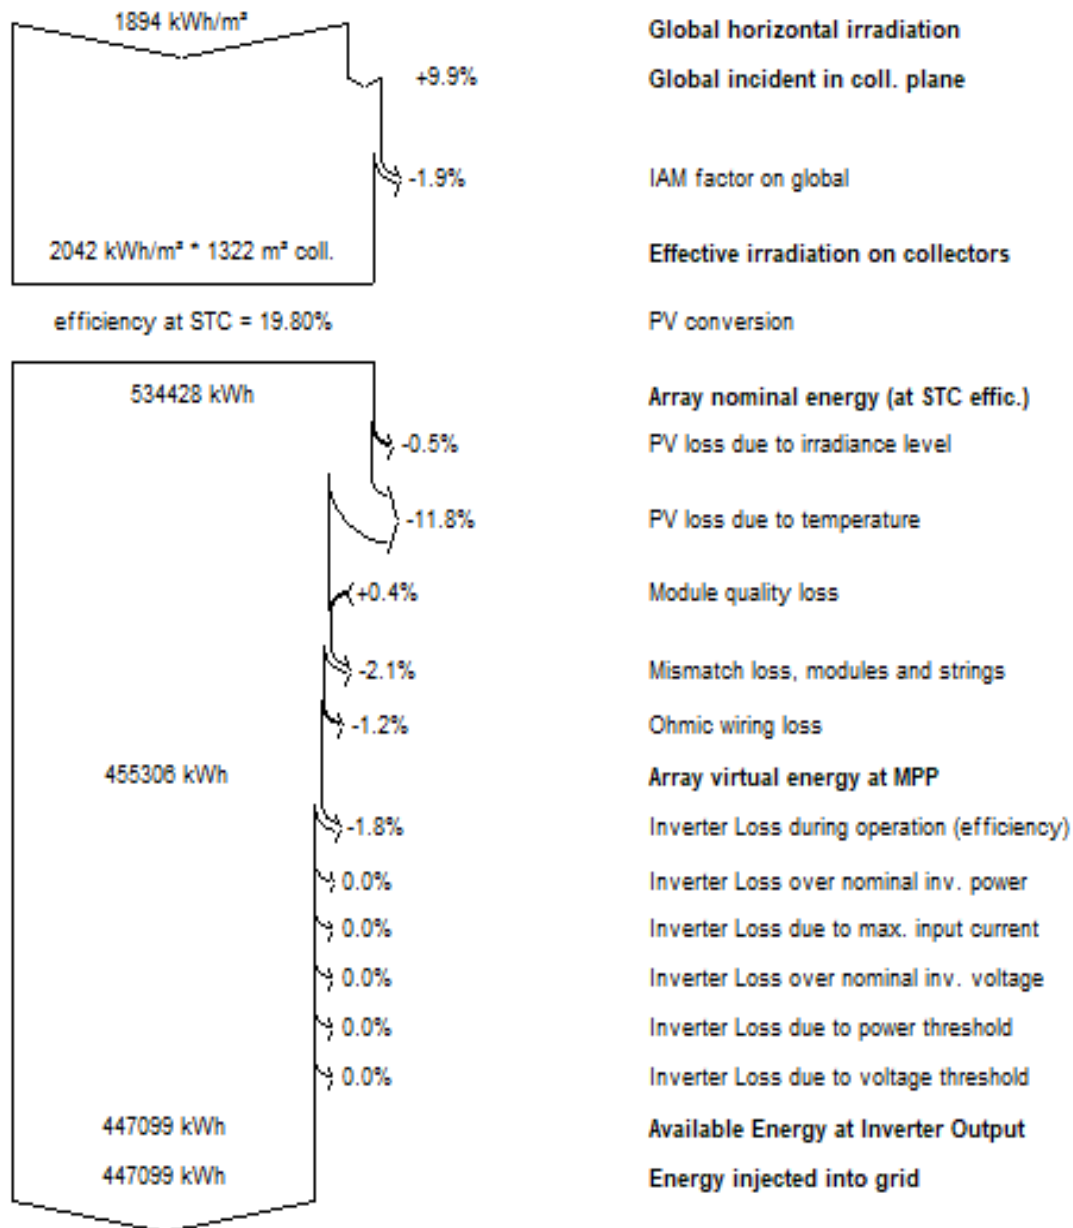 1894 kWh/m² Global horizontal irradiation
+9.9% Global incident in coll. plane
-1.9% IAM factor on global
2042 kWh/m² * 1322 m² coll. Effective irradiation on collectors
efficiency at STC = 19.80% PV conversion
534428 kWh Array nominal energy (at STC effic.)
-0.5% PV loss due to irradiance level
-11.8% PV loss due to temperature
+0.4% Module quality loss
-2.1% Mismatch loss, modules and strings
-1.2% Ohmic wiring loss
455306 kWh Array virtual energy at MPP
-1.8% Inverter Loss during operation (efficiency)
0.0% Inverter Loss over nominal inv. power
0.0% Inverter Loss due to max. input current
0.0% Inverter Loss over nominal inv. voltage
0.0% Inverter Loss due to power threshold
0.0% Inverter Loss due to voltage threshold
447099 kWh Available Energy at Inverter Output
447099 kWh Energy injected into grid